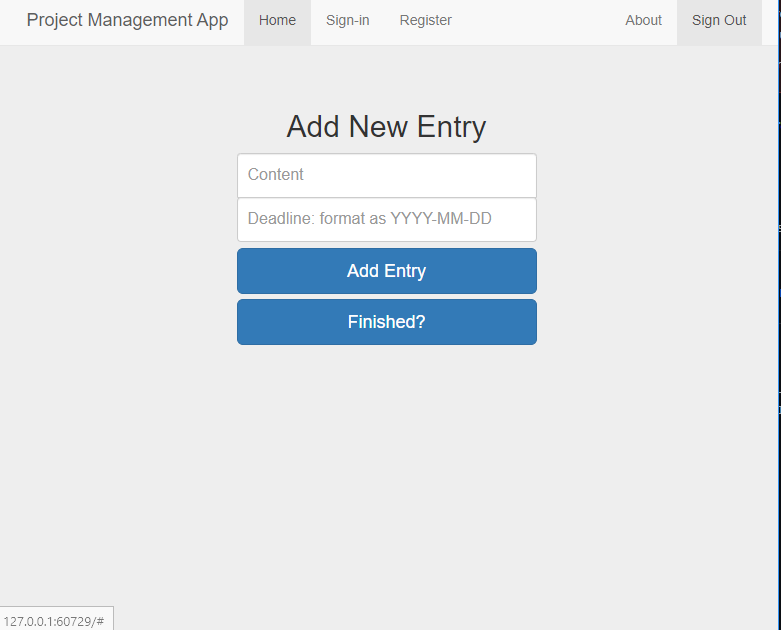 Project Management App Home Sign-in Register About Sign Out
Add New Entry
Content
Deadline: format as YYYY-MM-DD
Add Entry
Finished?
127.0.0.1:60729/#